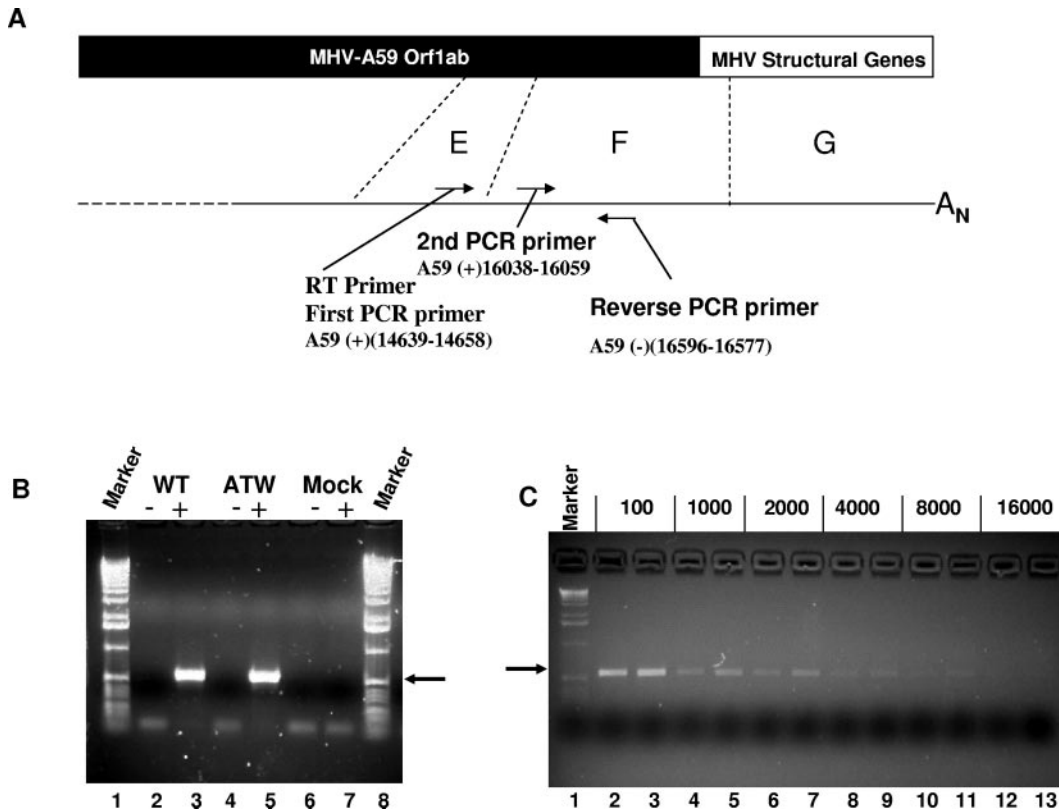 A
MHV-A59 Orf1ab
MHV Structural Genes
E
F
G
AN
2nd PCR primer
A59 (+)16038-16059
RT Primer
First PCR primer
A59 (+)(14639-14658)
Reverse PCR primer
A59 (-)(16596-16577)
B
Marker
WT
ATW
Mock
Marker
- + - + - +
1 2 3 4 5 6 7 8
C
Marker
100 1000 2000 4000 8000 16000
1 2 3 4 5 6 7 8 9 10 11 12 13